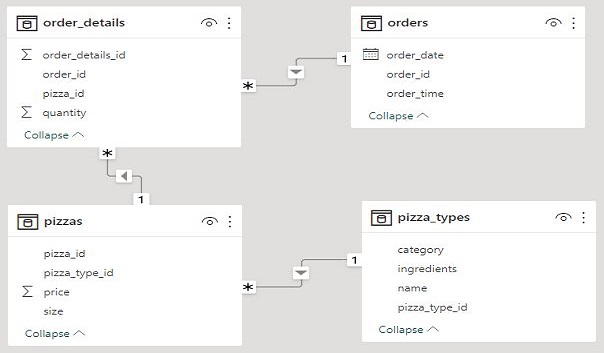 order_details
order_details_id
order_id
pizza_id
quantity
Collapse
orders
order_date
order_id
order_time
Collapse
1
*
*
1
pizzas
pizza_id
pizza_type_id
price
size
Collapse
pizza_types
category
ingredients
name
pizza_type_id
Collapse
1
*